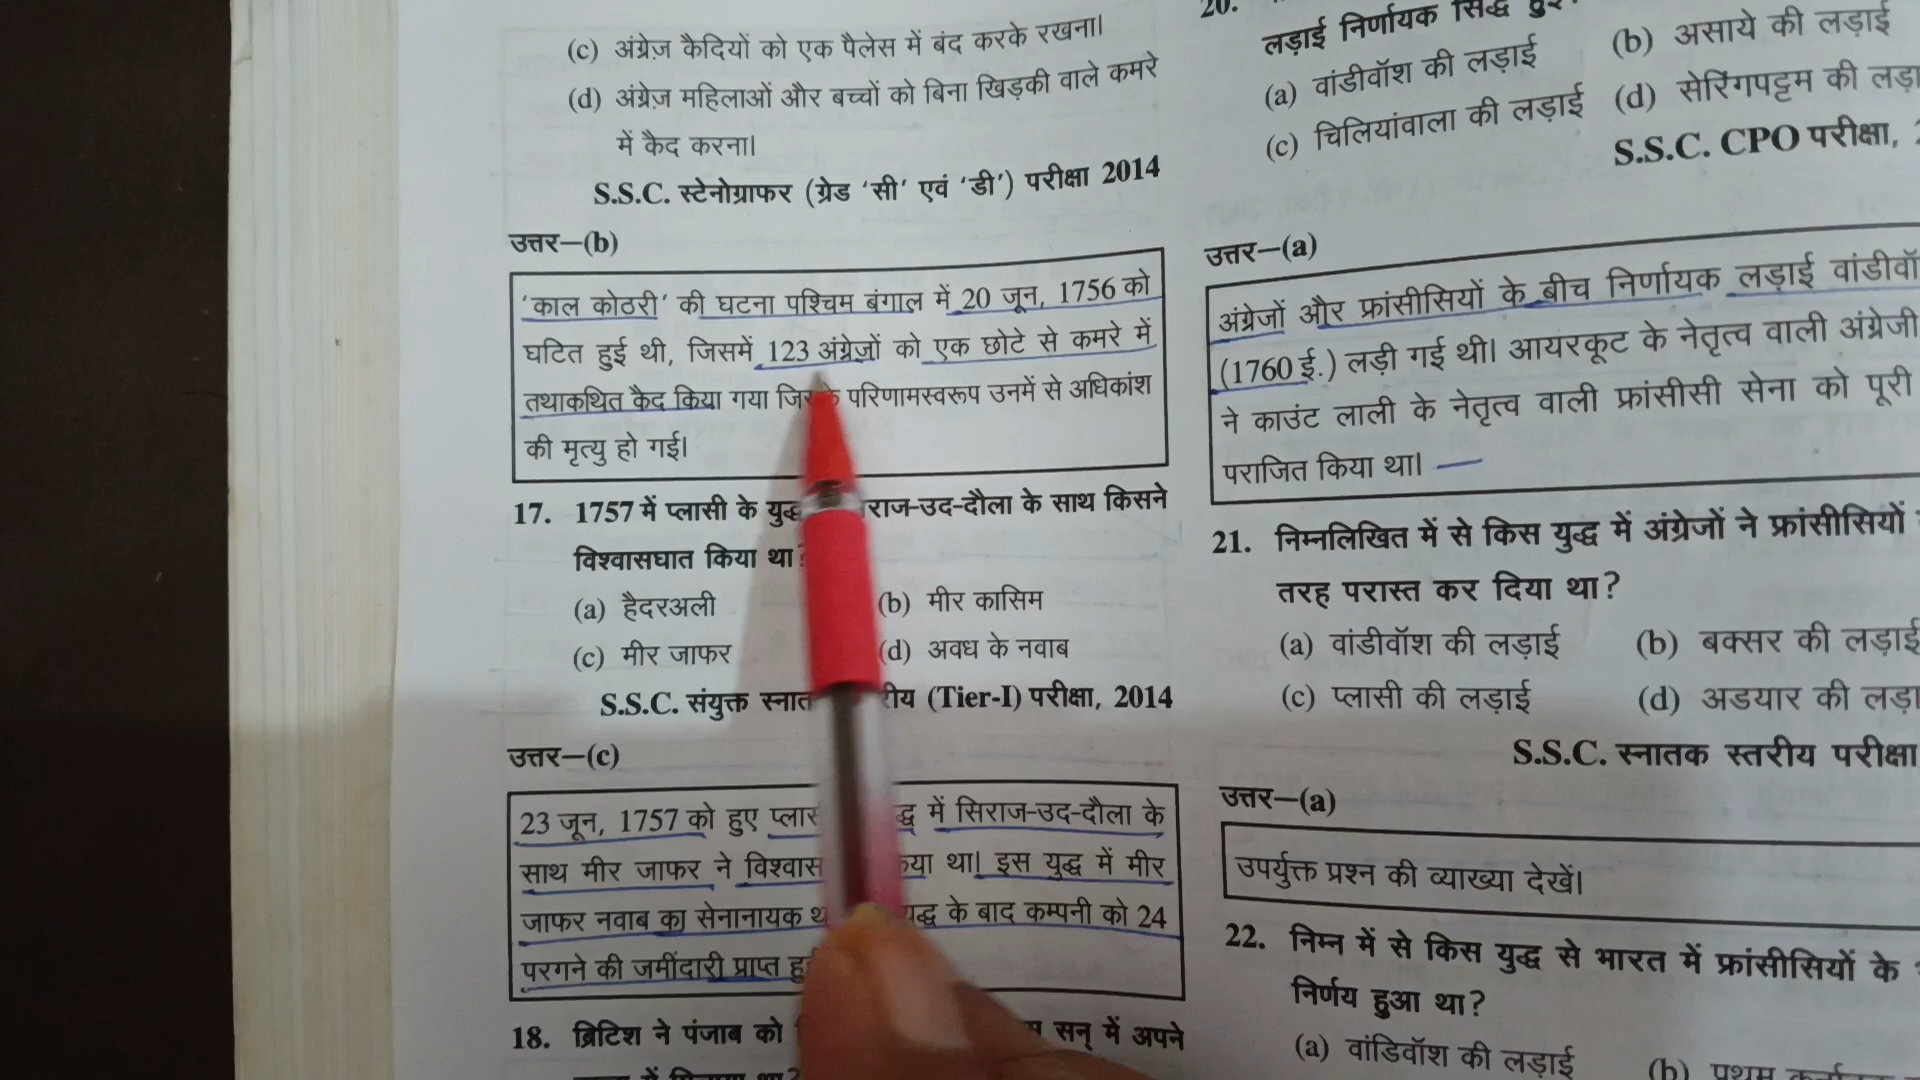 (c) अंग्रेज़ कैदियों को एक पैलेस में बंद करके रखना।
(d) अंग्रेज़ महिलाओं और बच्चों को बिना खिड़की वाले कमरे
में कैद करना।
S.S.C. स्टेनोग्राफर (ग्रेड ‘सी’ एवं ‘डी’) परीक्षा 2014
उत्तर–(b)
‘काल कोठरी’ की घटना पश्चिम बंगाल में 20 जून, 1756 को
घटित हुई थी, जिसमें 123 अंग्रेजों को एक छोटे से कमरे में
तथाकथित कैद किया गया परिणामस्वरूप उनमें से अधिकांश
की मृत्यु हो गई।
17. 1757 में प्लासी के युद्ध राज-उद-दौला के साथ किसने
विश्वासघात किया था?
(a) हैदरअली (b) मीर कासिम
(c) मीर जाफर (d) अवध के नवाब
S.S.C. संयुक्त (Tier-I) परीक्षा, 2014
उत्तर–(c)
23 जून, 1757 को हुए में सिराज-उद-दौला के
साथ मीर जाफर ने था। इस युद्ध में मीर
जाफर नवाब का सेनानायक के बाद कम्पनी को 24
परगने की जमींदारी प्राप्त
18. ब्रिटिश ने पंजाब को सन् में अपने
20.
लड़ाई निर्णायक सिद्ध
(a) वांडीवॉश की लड़ाई (b) असाये की लड़ाई
(c) चिलियांवाला की लड़ाई (d) सेरिंगपट्टम की
S.S.C. CPO परीक्षा,
उत्तर–(a)
अंग्रेजों और फ्रांसीसियों के बीच निर्णायक लड़ाई
(1760 ई.) लड़ी गई थी। आयरकूट के नेतृत्व वाली अंग्रेजी
ने काउंट लाली के नेतृत्व वाली फ्रांसीसी सेना को पूरी
पराजित किया था।
21. निम्नलिखित में से किस युद्ध में अंग्रेजों ने फ्रांसीसियों
तरह परास्त कर दिया था?
(a) वांडीवॉश की लड़ाई (b) बक्सर की लड़ाई
(c) प्लासी की लड़ाई (d) अडयार की
S.S.C. स्नातक स्तरीय परीक्षा
उत्तर–(a)
उपर्युक्त प्रश्न की व्याख्या देखें।
22. निम्न में से किस युद्ध से भारत में फ्रांसीसियों के
निर्णय हुआ था?
(a) वांडिवॉश की लड़ाई (b) प्रथम